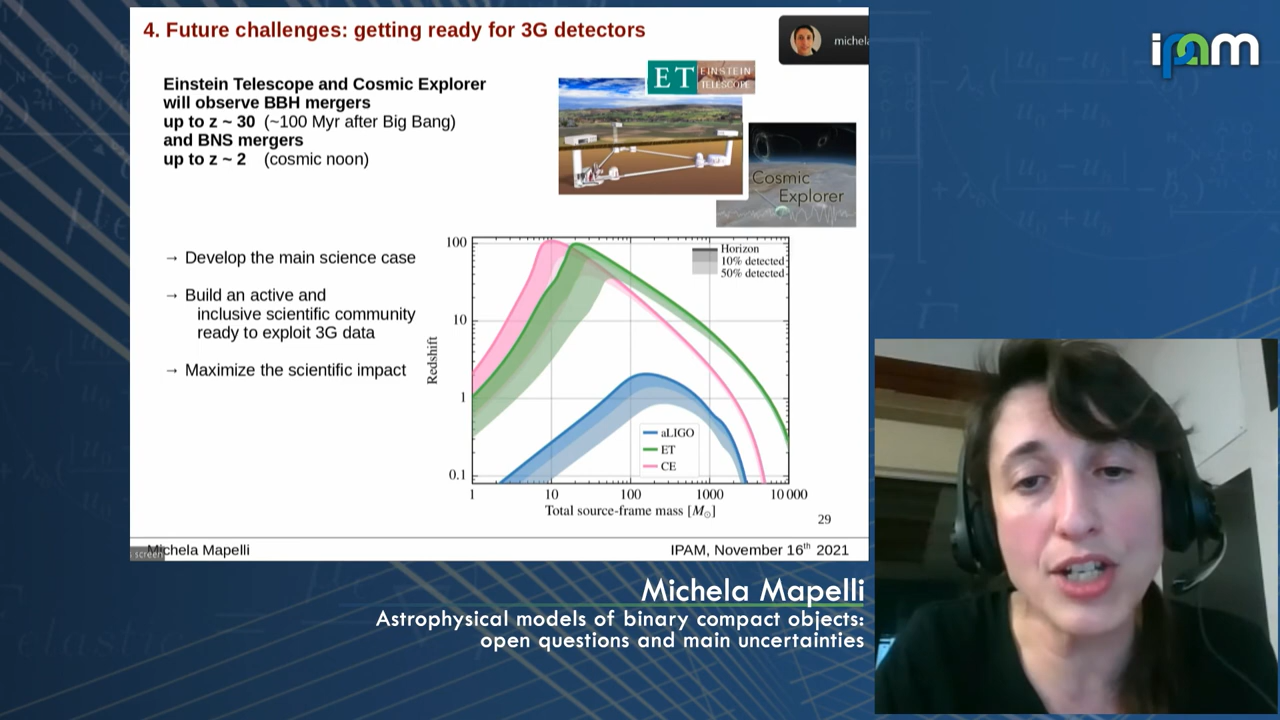 4. Future challenges: getting ready for 3G detectors
michela
ipam
Einstein Telescope and Cosmic Explorer
will observe BBH mergers
up to z ~ 30 (~100 Myr after Big Bang)
and BNS mergers
up to z ~ 2 (cosmic noon)
ET EINSTEIN
TELESCOPE
Cosmic
Explorer
→ Develop the main science case
→ Build an active and
inclusive scientific community
ready to exploit 3G data
→ Maximize the scientific impact
Horizon
10% detected
50% detected
100
10
1
0.1
Redshift
aLIGO
ET
CE
1 10 100 1000 10 000
Total source-frame mass [M⊙]
29
screen
Michela Mapelli
IPAM, November 16th 2021
Michela Mapelli
Astrophysical models of binary compact objects:
open questions and main uncertainties